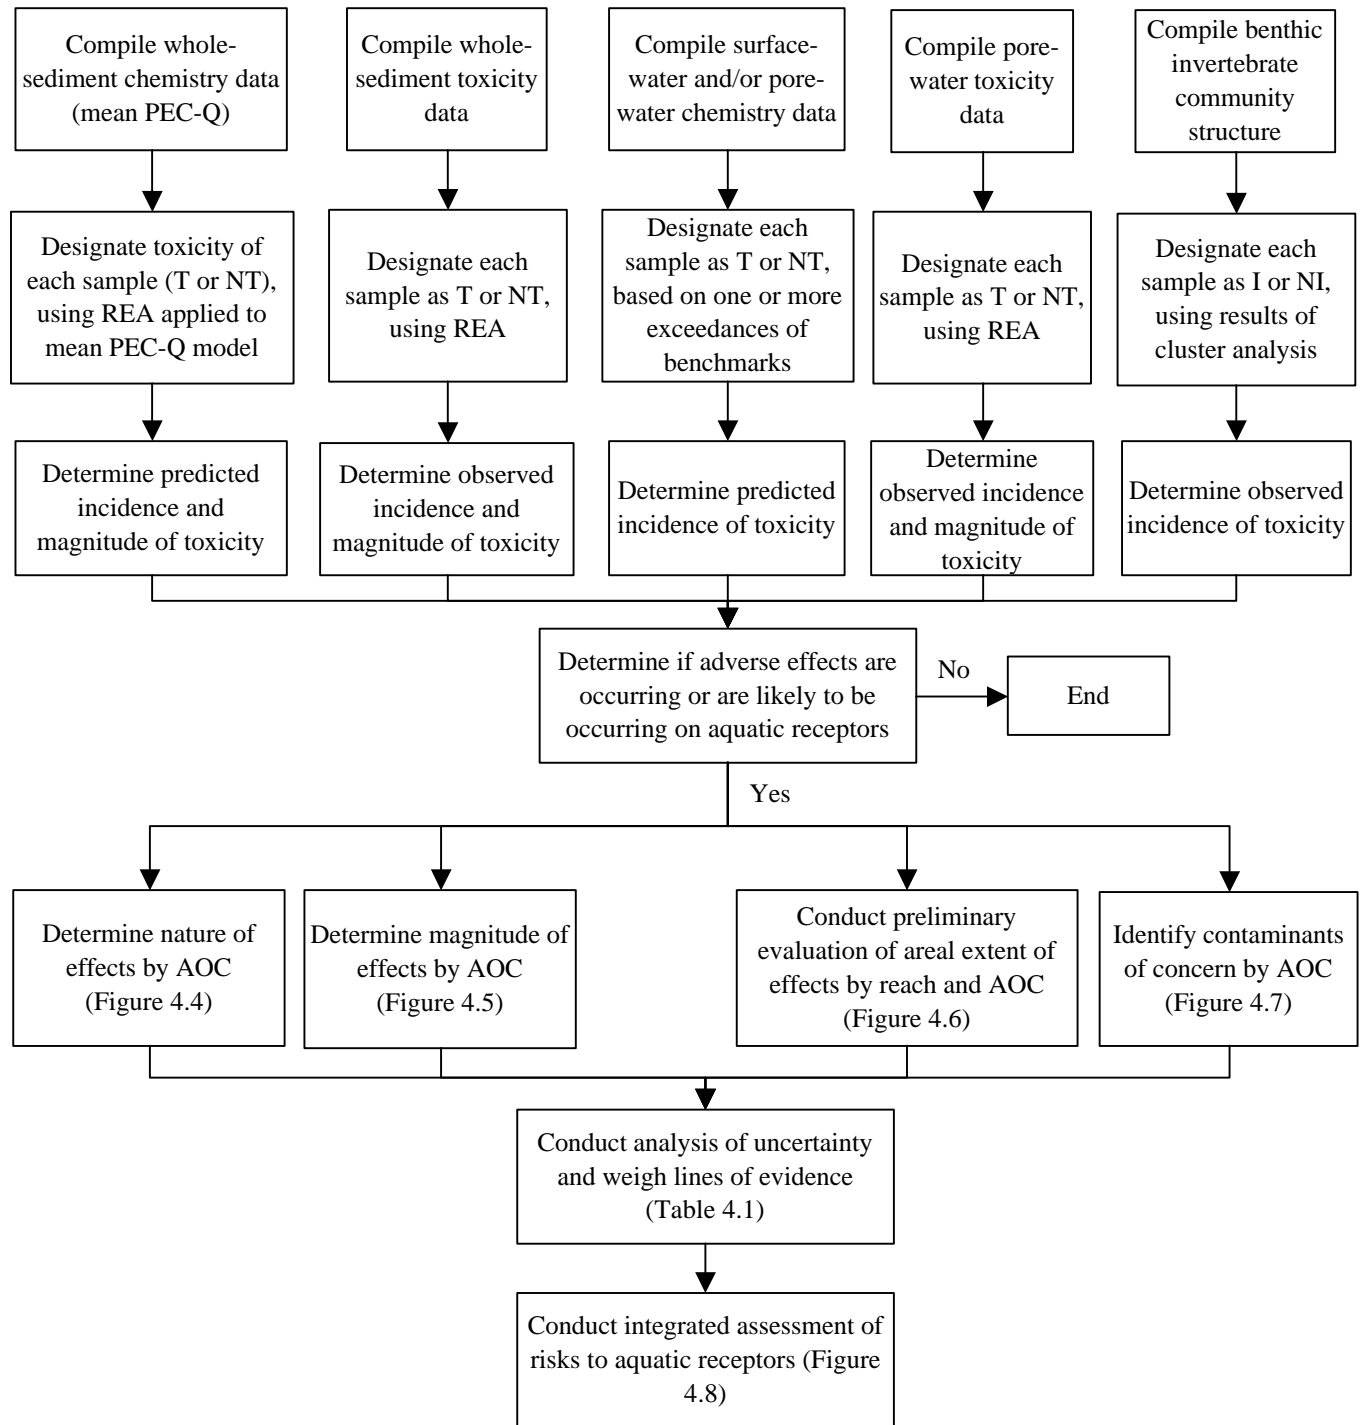 Compile whole-
sediment chemistry data
(mean PEC-Q)
Compile whole-
sediment toxicity
data
Compile surface-
water and/or pore-
water chemistry data
Compile pore-
water toxicity
data
Compile benthic
invertebrate
community
structure
Designate toxicity of
each sample (T or NT),
using REA applied to
mean PEC-Q model
Designate each
sample as T or NT,
using REA
Designate each
sample as T or NT,
based on one or more
exceedances of
benchmarks
Designate each
sample as T or NT,
using REA
Designate each
sample as I or NI,
using results of
cluster analysis
Determine predicted
incidence and
magnitude of toxicity
Determine observed
incidence and
magnitude of toxicity
Determine predicted
incidence of toxicity
Determine
observed incidence
and magnitude of
toxicity
Determine observed
incidence of toxicity
Determine if adverse effects are
occurring or are likely to be
occurring on aquatic receptors
No
End
Yes
Determine nature of
effects by AOC
(Figure 4.4)
Determine magnitude of
effects by AOC
(Figure 4.5)
Conduct preliminary
evaluation of areal extent of
effects by reach and AOC
(Figure 4.6)
Identify contaminants
of concern by AOC
(Figure 4.7)
Conduct analysis of uncertainty
and weigh lines of evidence
(Table 4.1)
Conduct integrated assessment of
risks to aquatic receptors (Figure
4.8)